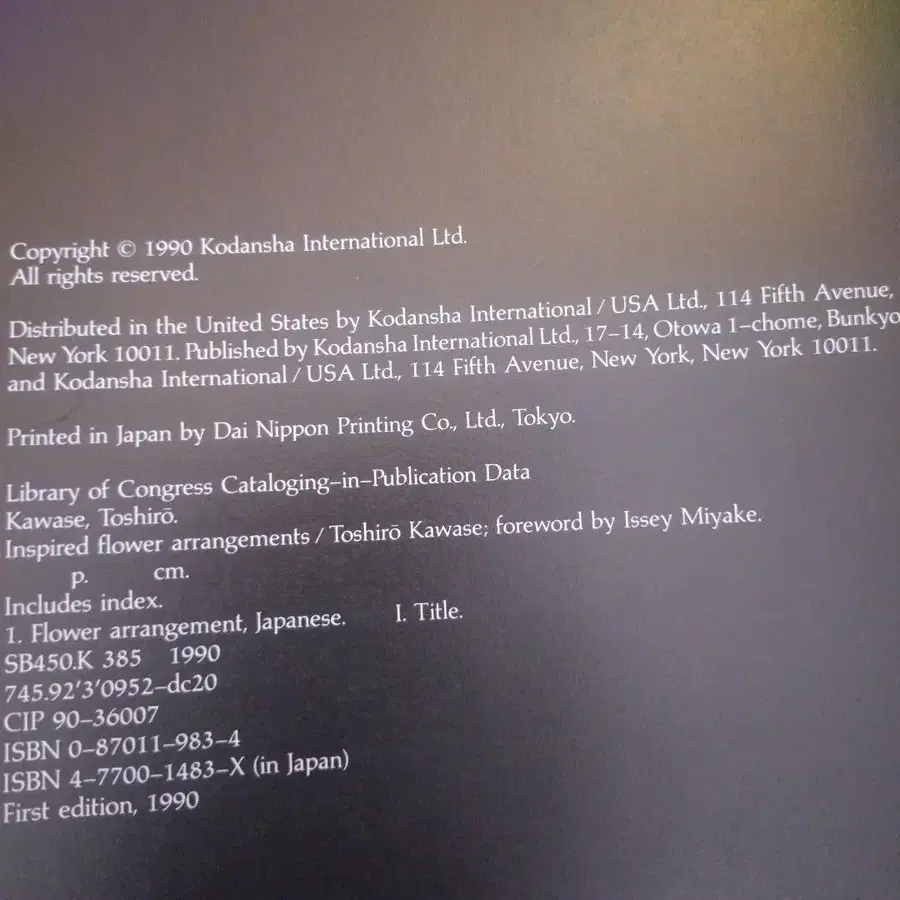 Copyright © 1990 Kodansha International Ltd.
All rights reserved.
Distributed in the United States by Kodansha International / USA Ltd., 114 Fifth Avenue,
New York 10011. Published by Kodansha International Ltd., 17–14, Otowa 1–chome, Bunkyo
and Kodansha International / USA Ltd., 114 Fifth Avenue, New York, New York 10011.
Printed in Japan by Dai Nippon Printing Co., Ltd., Tokyo.
Library of Congress Cataloging–in–Publication Data
Kawase, Toshirō.
Inspired flower arrangements / Toshirō Kawase; foreword by Issey Miyake.
p. cm.
Includes index.
1. Flower arrangement, Japanese. I. Title.
SB450.K 385 1990
745.92'3'0952–dc20
CIP 90–36007
ISBN 0–87011–983–4
ISBN 4–7700–1483–X (in Japan)
First edition, 1990